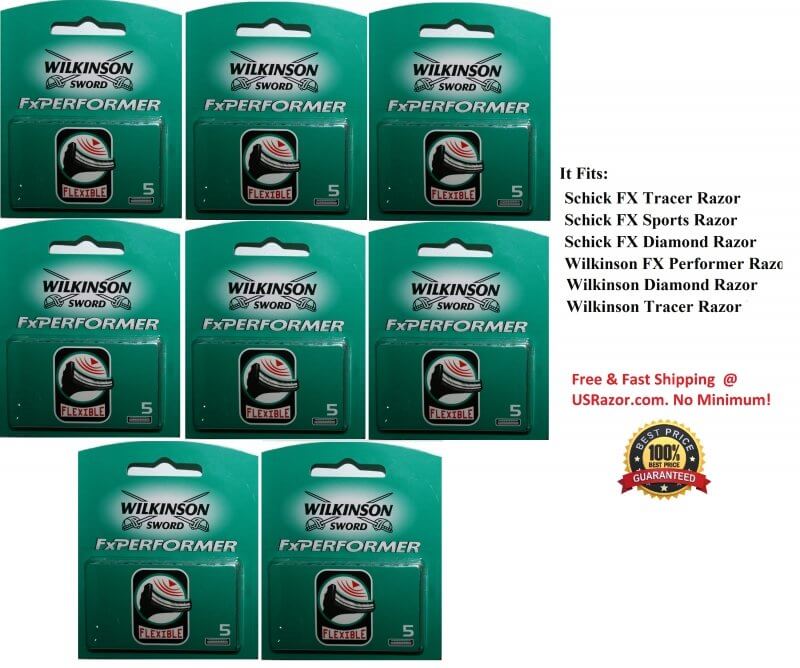 WILKINSON
SWORD
FxPERFORMER
FLEXIBLE
5
WILKINSON
SWORD
FxPERFORMER
FLEXIBLE
5
WILKINSON
SWORD
FxPERFORMER
FLEXIBLE
5
It Fits:
Schick FX Tracer Razor
Schick FX Sports Razor
Schick FX Diamond Razor
Wilkinson FX Performer Razo
Wilkinson Diamond Razor
Wilkinson Tracer Razor
WILKINSON
SWORD
FxPERFORMER
FLEXIBLE
5
WILKINSON
SWORD
FxPERFORMER
FLEXIBLE
5
WILKINSON
SWORD
FxPERFORMER
FLEXIBLE
5
Free & Fast Shipping @
USRazor.com. No Minimum!
BEST PRICE
100%
BEST PRICE
GUARANTEED
WILKINSON
SWORD
FxPERFORMER
FLEXIBLE
5
WILKINSON
SWORD
FxPERFORMER
FLEXIBLE
5